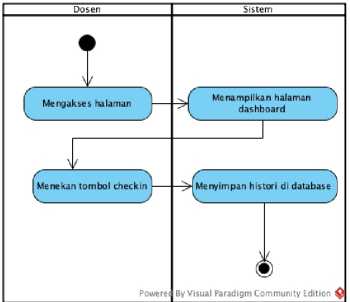 Dosen
Sistem
Mengakses halaman
Menampilkan halaman
dashboard
Menekan tombol checkin
Menyimpan histori di database
Powered By Visual Paradigm Community Edition